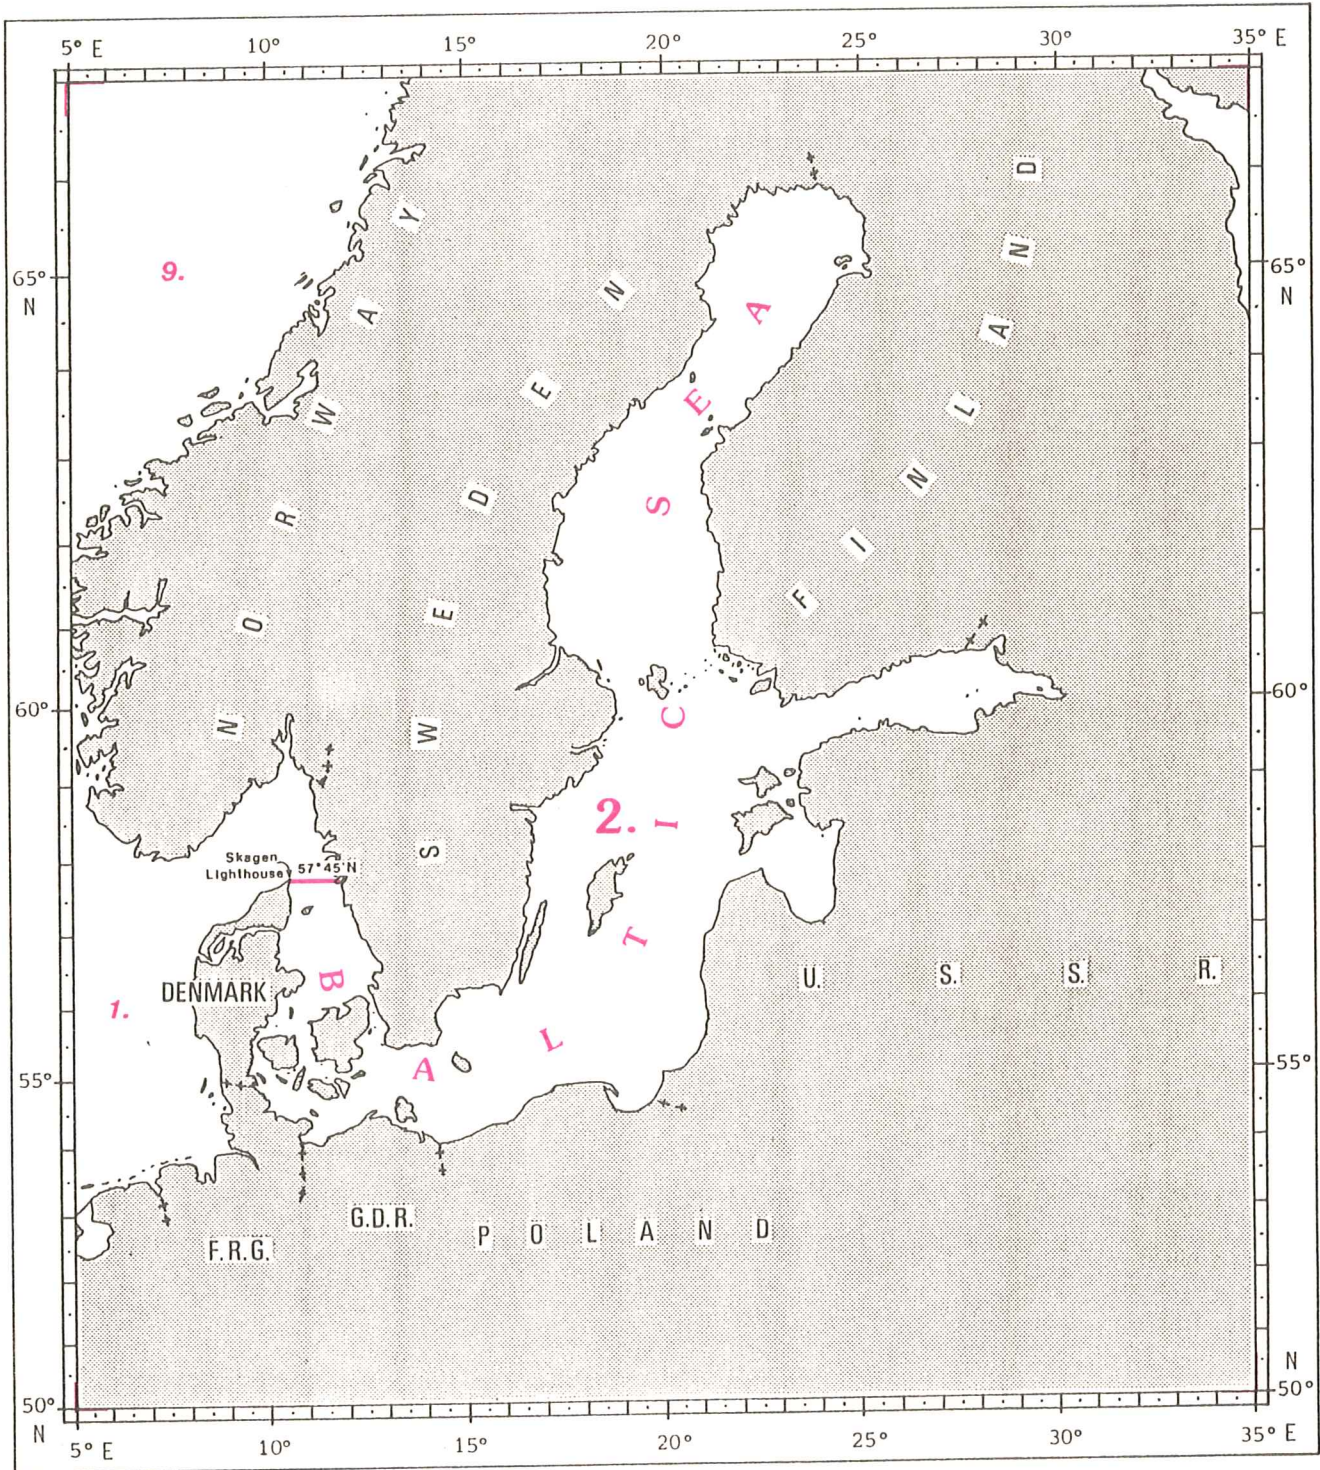 5° E 10° 15° 20° 25° 30° 35° E
65° N
65° N
60°
60°
55°
55°
50° N
N 50°
5° E 10° 15° 20° 25° 30° 35° E
9.
1.
2.
NORWAY
SWEDEN
FINLAND
BALTIC SEA
Skagen
Lighthouse
57°45'N
DENMARK
U. S. S. R.
G.D.R.
F.R.G.
POLAND